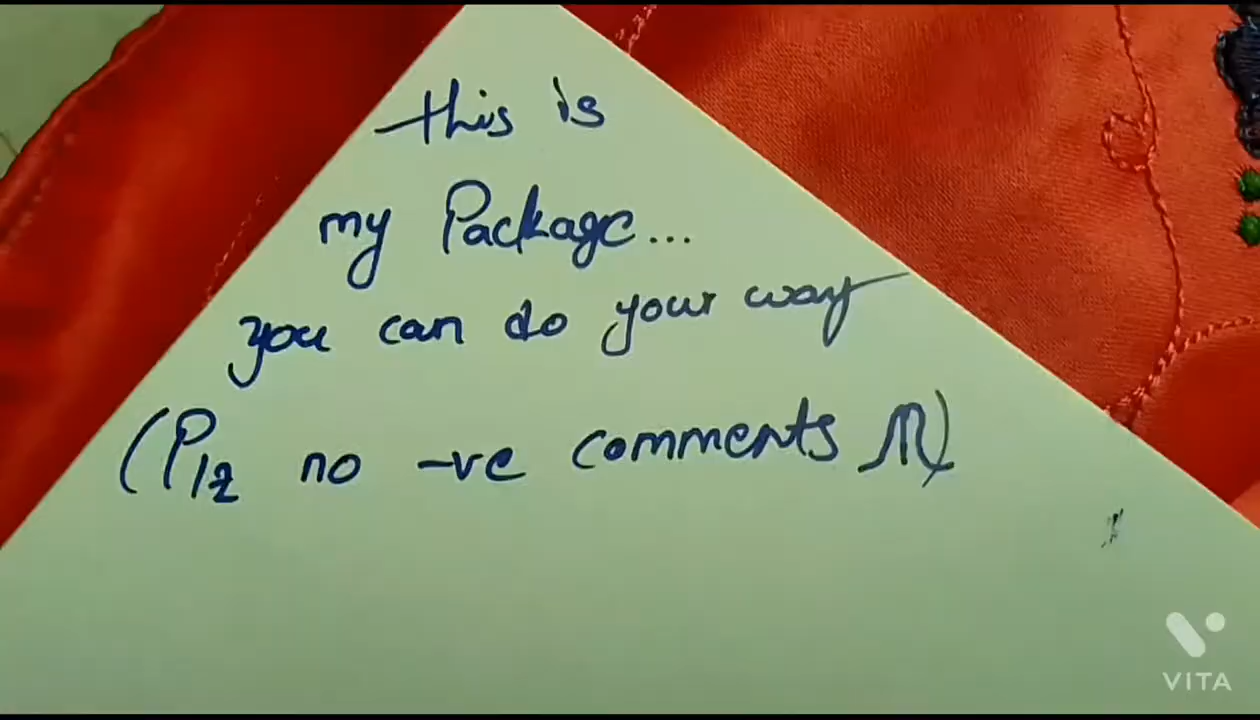 this is
my Package...
you can do your way
(Plz no -ve comments
VITA